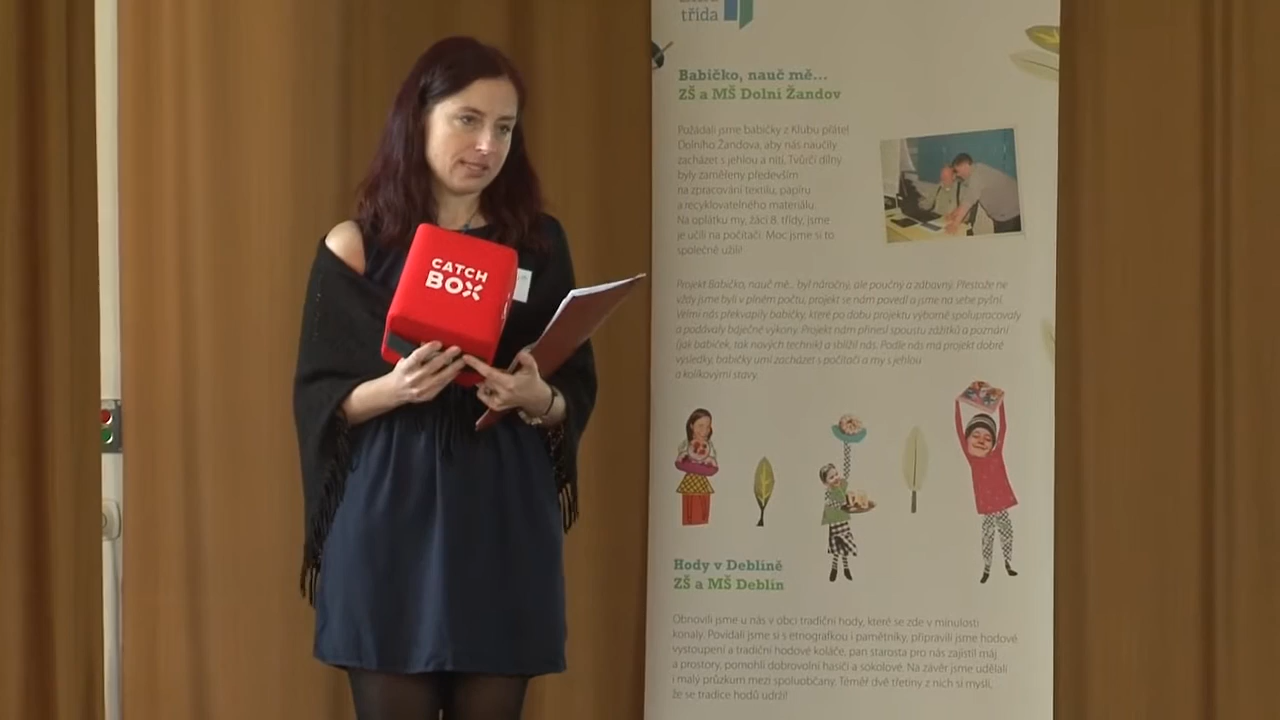 třída
Babičko, nauč mě...
ZŠ a MŠ Dolní Žandov
Požádali jsme babičky z Klubu přátel
Dolního Žandova, aby nás naučily
zacházet s jehlou a nití. Tvůrčí dílny
byly zaměřeny především
na zpracování textilu, papíru
a recyklovatelného materiálu.
Na oplátku my, žáci 8. třídy, jsme
je učili na počítači. Moc jsme si to
společně užili!
Projekt Babičko, nauč mě... byl náročný, ale poučný a zábavný. Přestože ne
vždy jsme byli v plném počtu, projekt se nám povedl a jsme na sebe pyšní.
Velmi nás překvapily babičky, které po dobu projektu výborně spolupracovaly
a podávaly báječné výkony. Projekt nám přinesl spoustu zážitků a poznání
(jak babiček, tak nových technik) a sblížil nás. Podle nás má projekt dobré
výsledky, babičky umí zacházet s počítači a my s jehlou
a kolíkovými stavy.
CATCH
BOX
Hody v Deblíně
ZŠ a MŠ Deblín
Obnovili jsme u nás v obci tradiční hody, které se zde v minulosti
konaly. Povídali jsme si s etnografkou i pamětníky, připravili jsme hodové
vystoupení a tradiční hodové koláče, pan starosta pro nás zajistil máj
a prostory, pomohli dobrovolní hasiči a sokolové. Na závěr jsme udělali
i malý průzkum mezi spoluobčany. Téměř dvě třetiny z nich si myslí,
že se tradice hodů udrží!